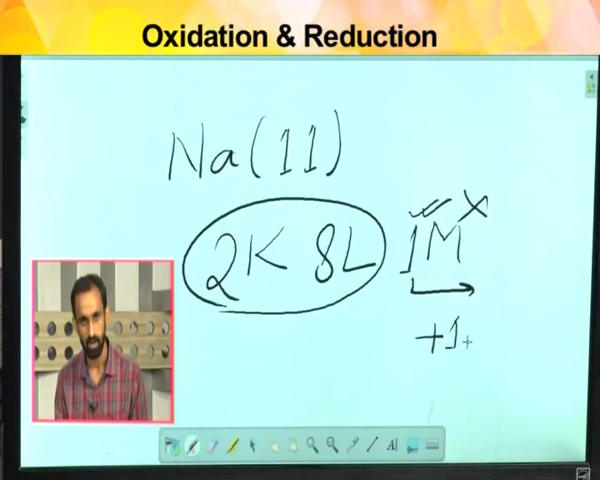 Oxidation & Reduction
Na(11)
2K 8L 1M
+1